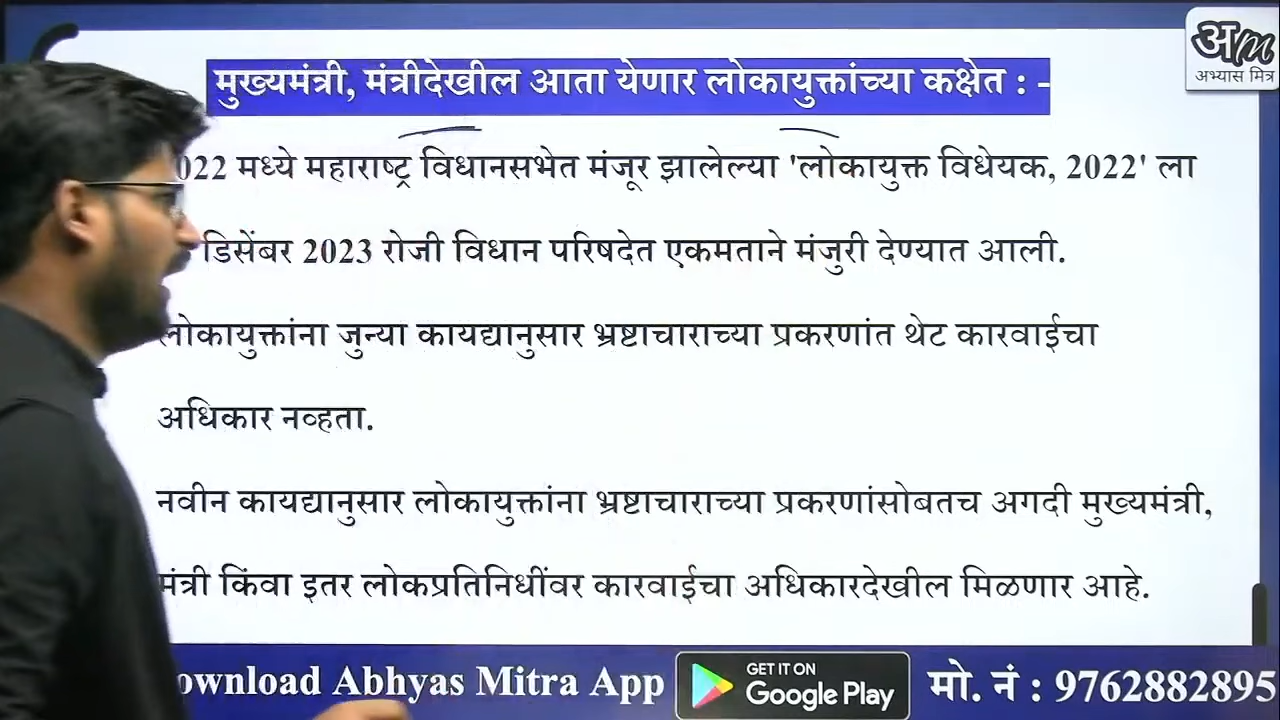 अm
अभ्यास मित्र
मुख्यमंत्री, मंत्रीदेखील आता येणार लोकायुक्तांच्या कक्षेत : -
022 मध्ये महाराष्ट्र विधानसभेत मंजूर झालेल्या 'लोकायुक्त विधेयक, 2022' ला
डिसेंबर 2023 रोजी विधान परिषदेत एकमताने मंजुरी देण्यात आली.
लोकायुक्तांना जुन्या कायद्यानुसार भ्रष्टाचाराच्या प्रकरणांत थेट कारवाईचा
अधिकार नव्हता.
नवीन कायद्यानुसार लोकायुक्तांना भ्रष्टाचाराच्या प्रकरणांसोबतच अगदी मुख्यमंत्री,
मंत्री किंवा इतर लोकप्रतिनिधींवर कारवाईचा अधिकारदेखील मिळणार आहे.
ownload Abhyas Mitra App
GET IT ON
Google Play
मो. नं : 9762882895